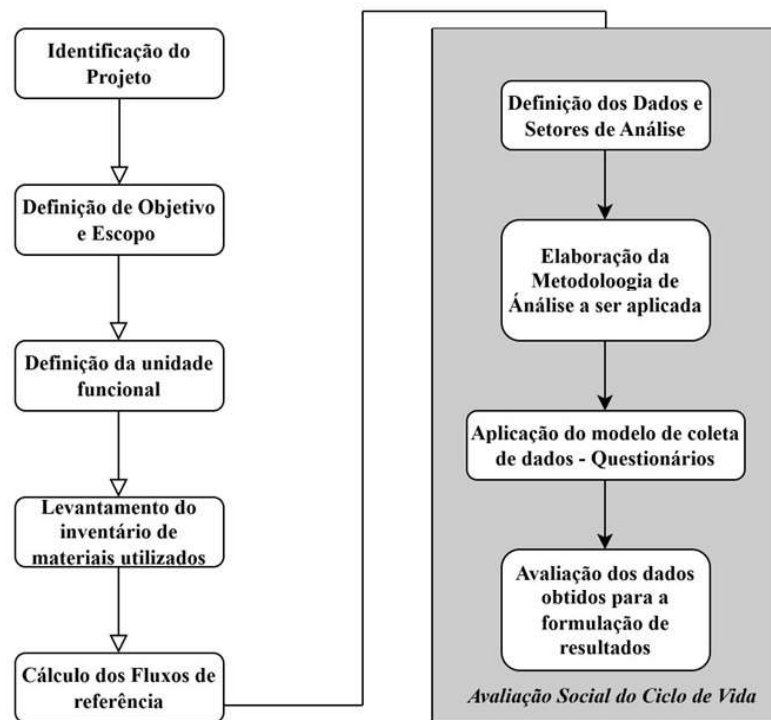 Identificação do
Projeto
Definição de Objetivo
e Escopo
Definição da unidade
funcional
Levantamento do
inventário de
materiais utilizados
Cálculo dos Fluxos de
referência
Definição dos Dados e
Setores de Análise
Elaboração da
Metodoloogia de
Ánálise a ser aplicada
Aplicação do modelo de coleta
de dados - Questionários
Avaliação dos dados
obtidos para a
formulação de
resultados
Avaliação Social do Ciclo de Vida